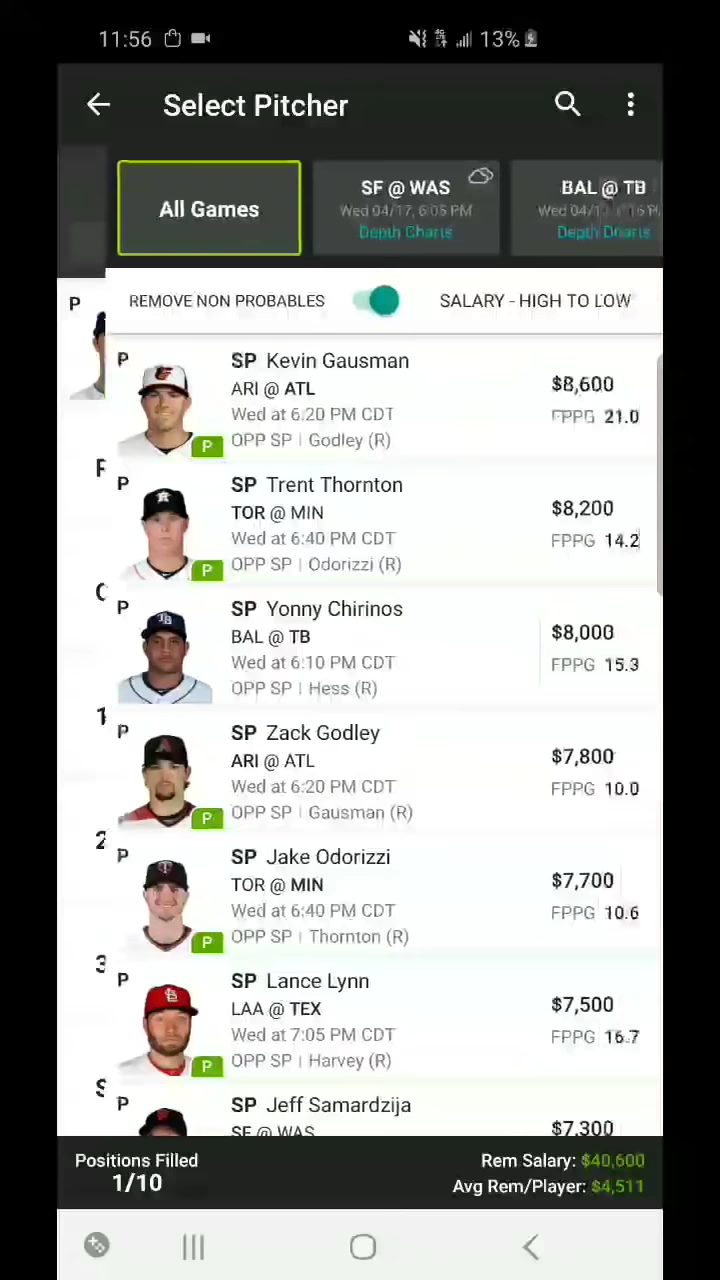 11:56
13%
Select Pitcher
All Games
SF @ WAS
Wed 04/17, 6:05 PM
Depth Charts
BAL @ TB
Wed
Depth
REMOVE NON PROBABLES
SALARY - HIGH TO LOW
P
P
SP Kevin Gausman
ARI @ ATL
Wed at 6:20 PM CDT
OPP SP | Godley (R)
P
$8,600
FPPG 21.0
P
SP Trent Thornton
TOR @ MIN
Wed at 6:40 PM CDT
OPP SP | Odorizzi (R)
P
$8,200
FPPG 14.2
P
SP Yonny Chirinos
BAL @ TB
Wed at 6:10 PM CDT
OPP SP | Hess (R)
$8,000
FPPG 15.3
P
SP Zack Godley
ARI @ ATL
Wed at 6:20 PM CDT
OPP SP | Gausman (R)
P
$7,800
FPPG 10.0
2
P
SP Jake Odorizzi
TOR @ MIN
Wed at 6:40 PM CDT
OPP SP | Thornton (R)
P
$7,700
FPPG 10.6
3
P
SP Lance Lynn
LAA @ TEX
Wed at 7:05 PM CDT
OPP SP | Harvey (R)
P
$7,500
FPPG 16.7
S
P
SP Jeff Samardzija
SF @ WAS
$7,300
Positions Filled
1/10
Rem Salary: $40,600
Avg Rem/Player: $4,511